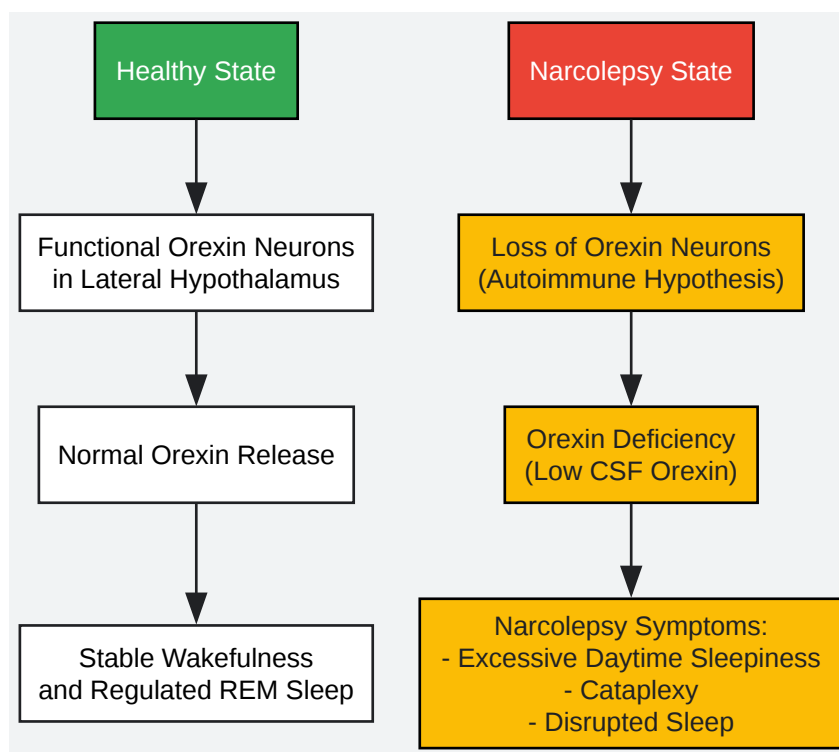 Healthy State
Functional Orexin Neurons
in Lateral Hypothalamus
Normal Orexin Release
Stable Wakefulness
and Regulated REM Sleep
Narcolepsy State
Loss of Orexin Neurons
(Autoimmune Hypothesis)
Orexin Deficiency
(Low CSF Orexin)
Narcolepsy Symptoms:
- Excessive Daytime Sleepiness
- Cataplexy
- Disrupted Sleep